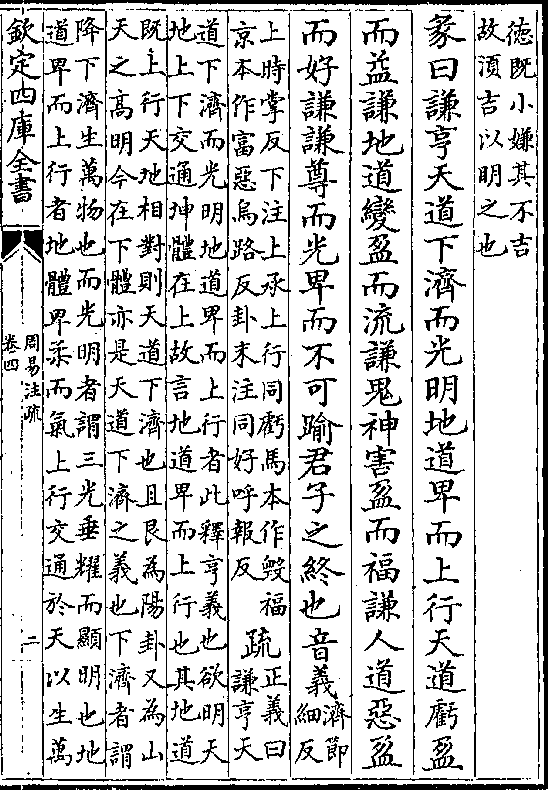 徳既小嫌其不吉
故湏吉以明之也
彖曰謙亨天道下濟而光明地道卑而上行天道虧盈
而益謙地道變盈而流謙鬼神害盈而福謙人道惡盈
而好謙謙尊而光卑而不可踰君子之終也音義濟節
細反
上時掌反下注上承上行同虧馬本作毀福
京本作富惡烏路反卦末注同好呼報反
疏正義曰
謙亨天
道下濟而光明地道卑而上行者此釋亨義也欲明天
地上下交通坤體在上故言地道卑而上行也其地道
既上行天地相對則天道下濟也且艮為陽卦又為山
天之髙明今在下體亦是天道下濟之義也下濟者謂
降下濟生萬物也而光明者謂三光垂耀而顯明也地
道卑而上行者地體卑柔而氣上行交通於天以生萬
欽定四庫全書
周易注疏
卷四
二